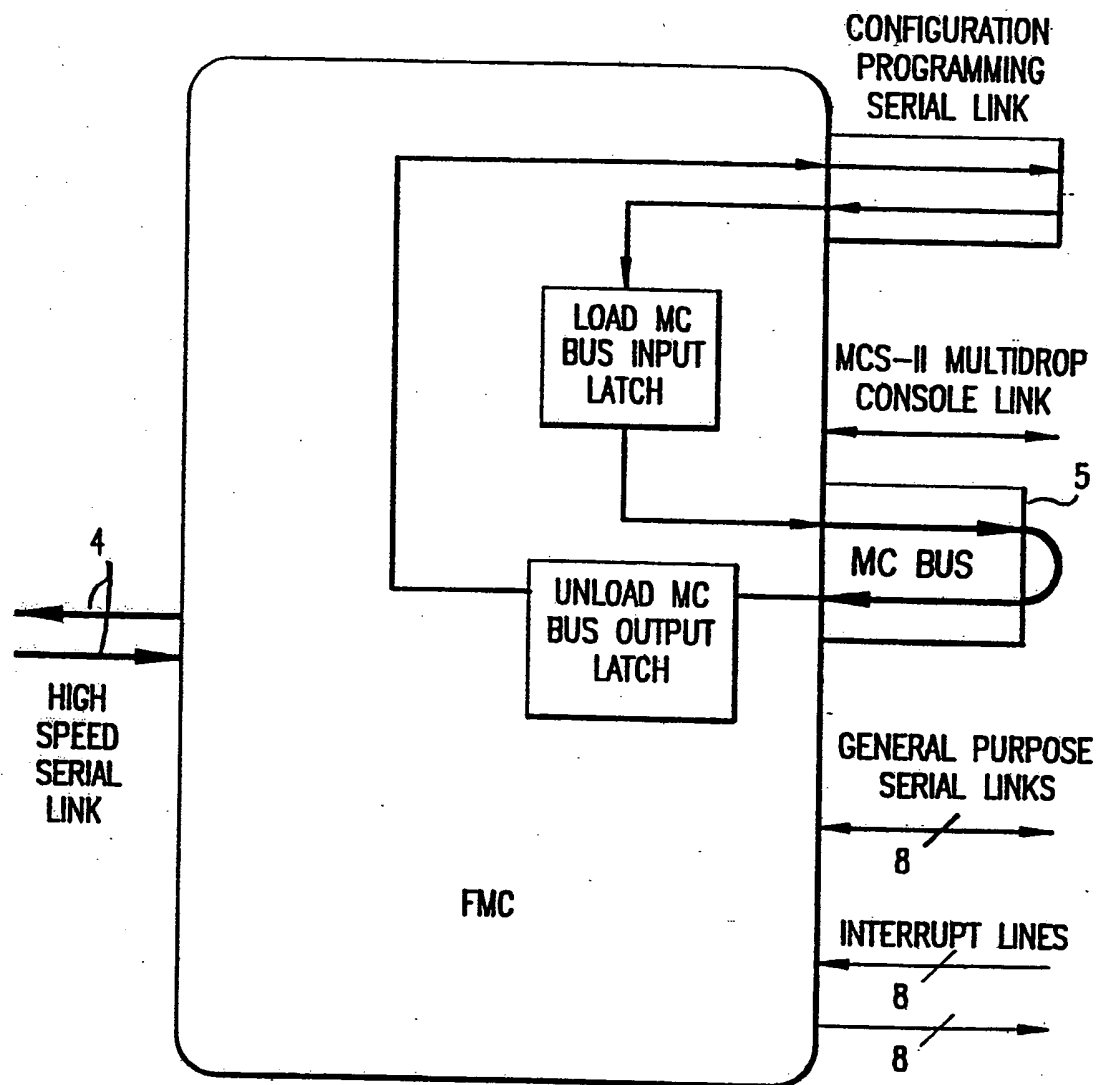 CONFIGURATION
PROGRAMMING
SERIAL LINK
LOAD MC
BUS INPUT
LATCH
MCS-II MULTIDROP
CONSOLE LINK
5
MC BUS
4
UNLOAD MC
BUS OUTPUT
LATCH
HIGH
SPEED
SERIAL
LINK
GENERAL PURPOSE
SERIAL LINKS
8
FMC
INTERRUPT LINES
8
8